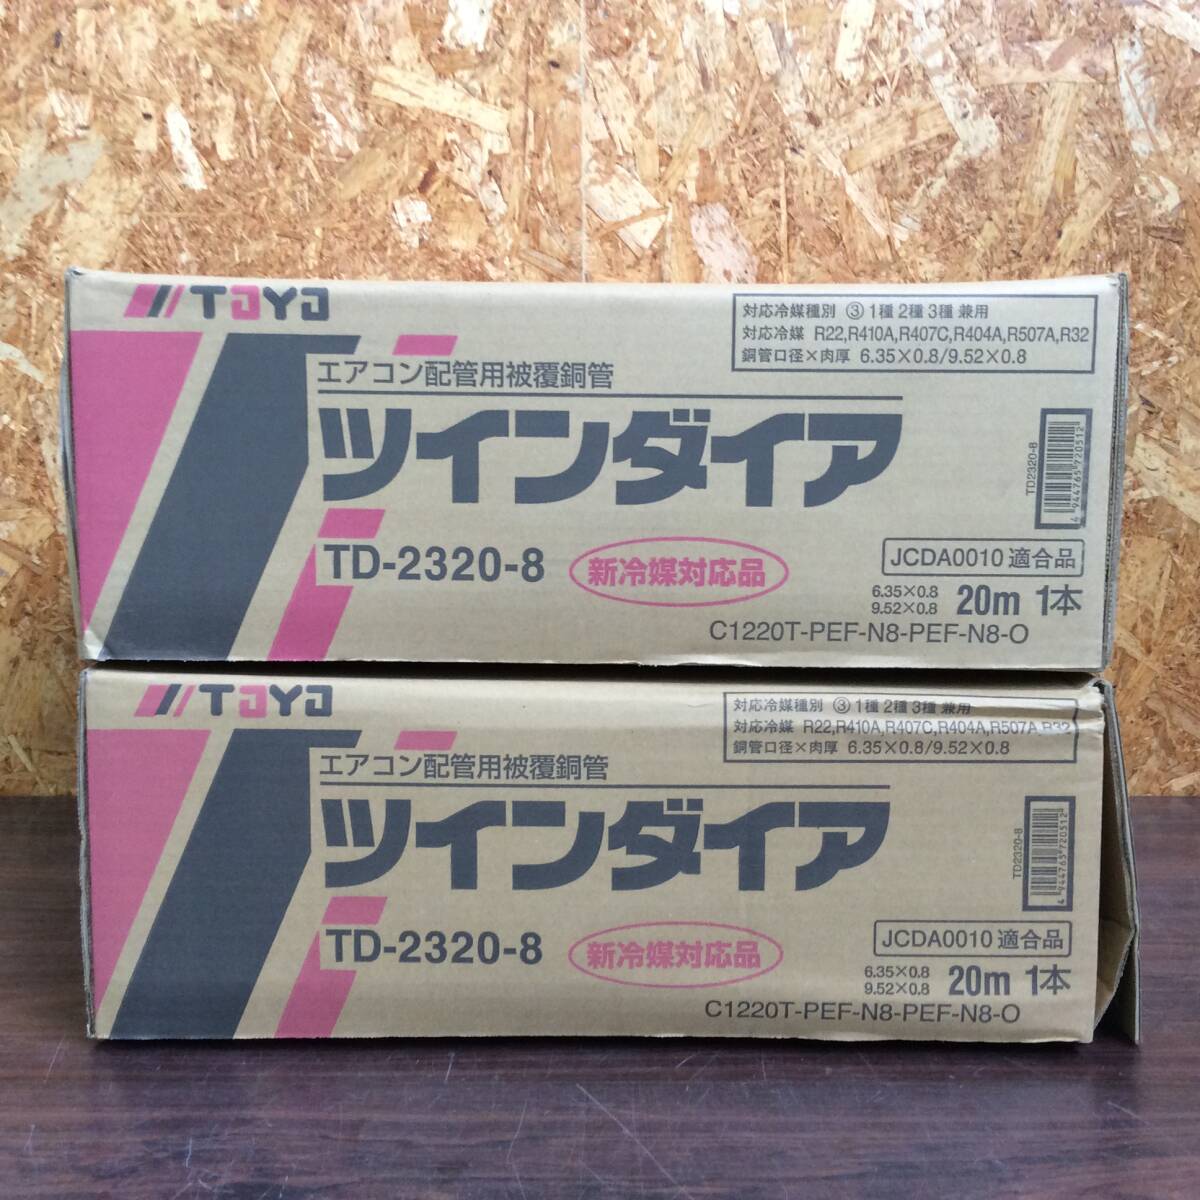 TOYO
対応冷媒種別 ③ 1種 2種 3種 兼用
対応冷媒 R22,R410A,R407C,R404A,R507A,R32
銅管口径×肉厚 6.35×0.8/9.52×0.8
エアコン配管用被覆銅管
ツインダイア
TD2320-8
4944765720512
TD-2320-8
新冷媒対応品
JCDA0010 適合品
6.35×0.8
9.52×0.8
20m 1本
C1220T-PEF-N8-PEF-N8-O
TOYO
対応冷媒種別 ③ 1種 2種 3種 兼用
対応冷媒 R22,R410A,R407C,R404A,R507A,R32
銅管口径×肉厚 6.35×0.8/9.52×0.8
エアコン配管用被覆銅管
ツインダイア
TD2320-8
4944765720512
TD-2320-8
新冷媒対応品
JCDA0010 適合品
6.35×0.8
9.52×0.8
20m 1本
C1220T-PEF-N8-PEF-N8-O